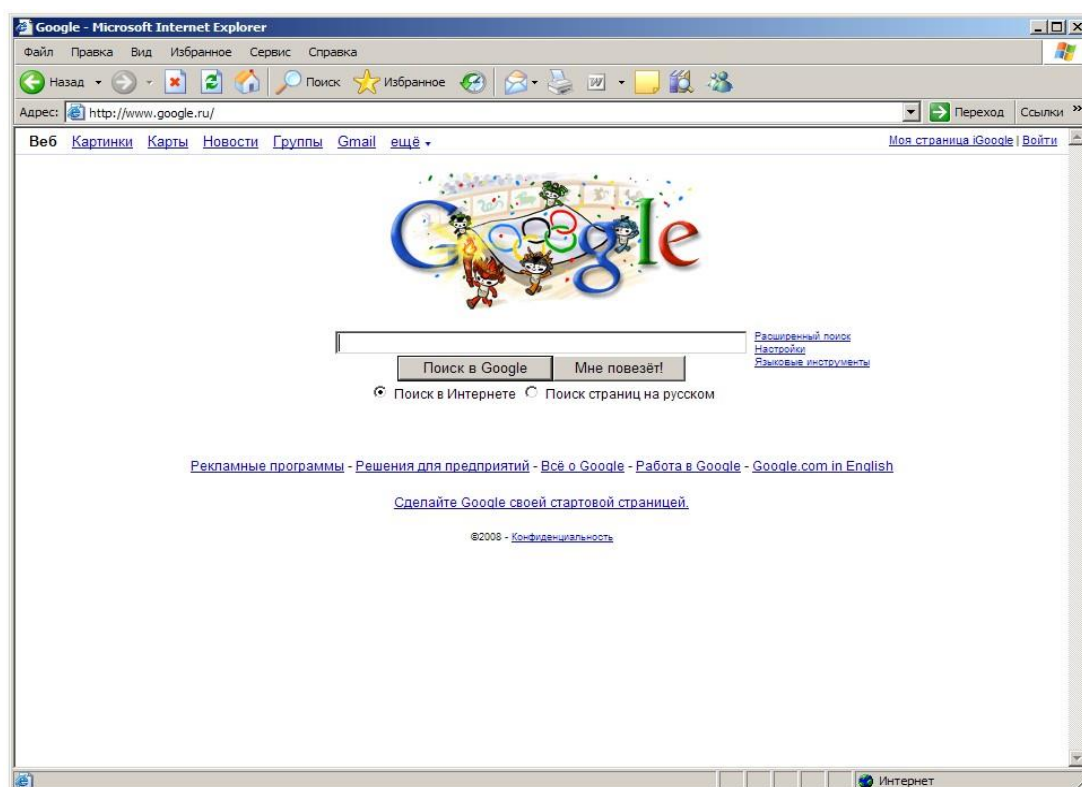 Google - Microsoft Internet Explorer
Файл Правка Вид Избранное Сервис Справка
Назад Поиск Избранное
Адрес: http://www.google.ru/ Переход Ссылки »
Веб Картинки Карты Новости Группы Gmail ещё Моя страница iGoogle | Войти
Google
Расширенный поиск
Настройки
Языковые инструменты
Поиск в Google Мне повезёт!
Поиск в Интернете Поиск страниц на русском
Рекламные программы - Решения для предприятий - Всё о Google - Работа в Google - Google.com in English
Сделайте Google своей стартовой страницей.
©2008 - Конфиденциальность
Интернет